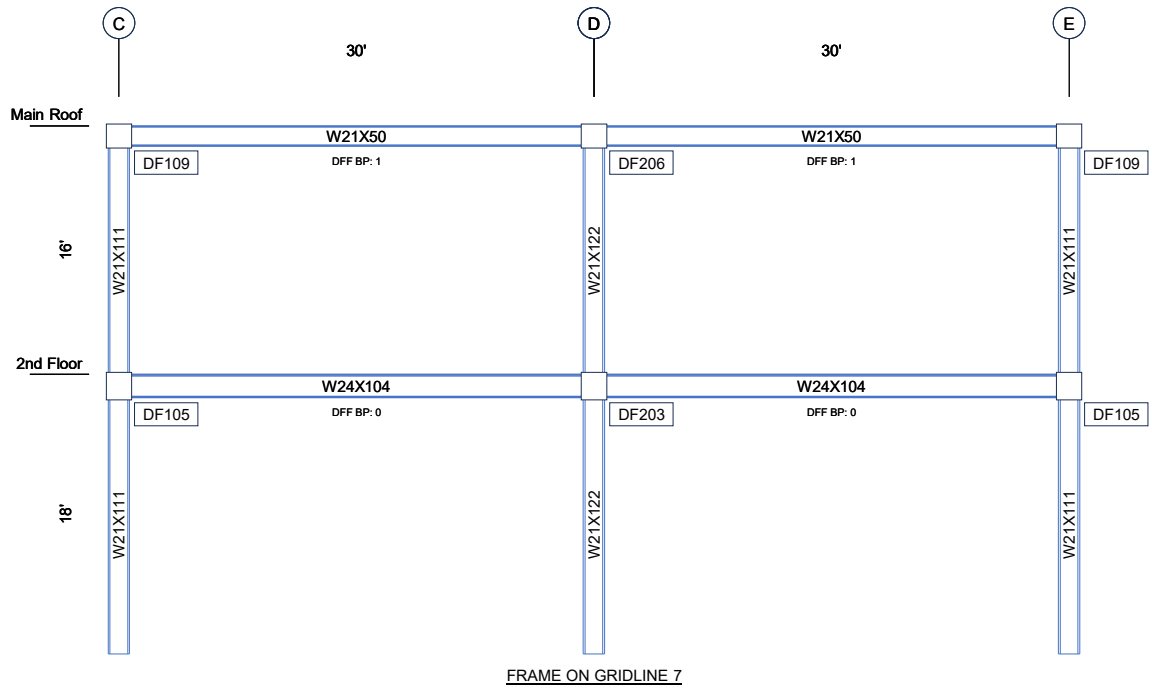 C
D
E
30'
30'
Main Roof
W21X50
W21X50
DFF BP: 1
DFF BP: 1
DF109
DF206
DF109
16'
W21X111
W21X122
W21X111
2nd Floor
W24X104
W24X104
DFF BP: 0
DFF BP: 0
DF105
DF203
DF105
18'
W21X111
W21X122
W21X111
FRAME ON GRIDLINE 7